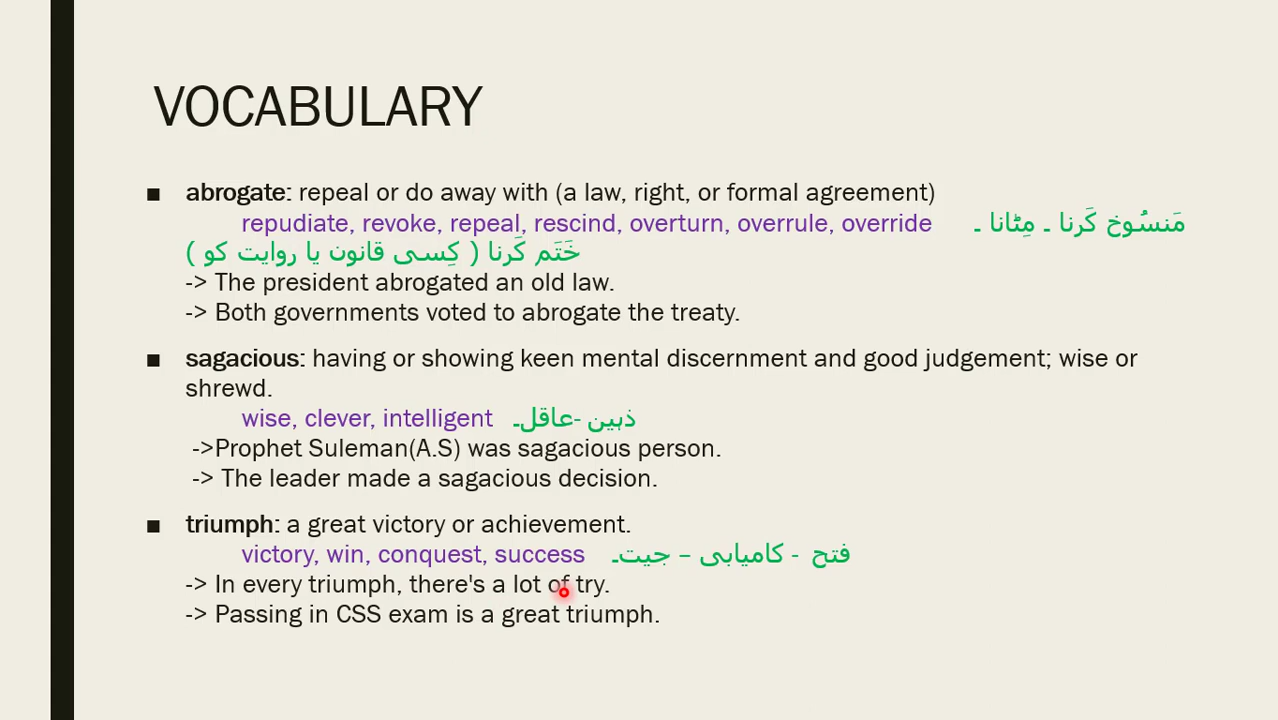 VOCABULARY
■ abrogate: repeal or do away with (a law, right, or formal agreement)
repudiate, revoke, repeal, rescind, overturn, overrule, override مَنسُوخ کَرنا ۔ مِٹانا ۔
خَتَم کَرنا ( کِسی قانون یا روایت کو )
-> The president abrogated an old law.
-> Both governments voted to abrogate the treaty.
■ sagacious: having or showing keen mental discernment and good judgement; wise or
shrewd.
wise, clever, intelligent ذہین -عاقل۔
->Prophet Suleman(A.S) was sagacious person.
-> The leader made a sagacious decision.
■ triumph: a great victory or achievement.
victory, win, conquest, success فتح - کامیابی – جیت۔
-> In every triumph, there's a lot of try.
-> Passing in CSS exam is a great triumph.